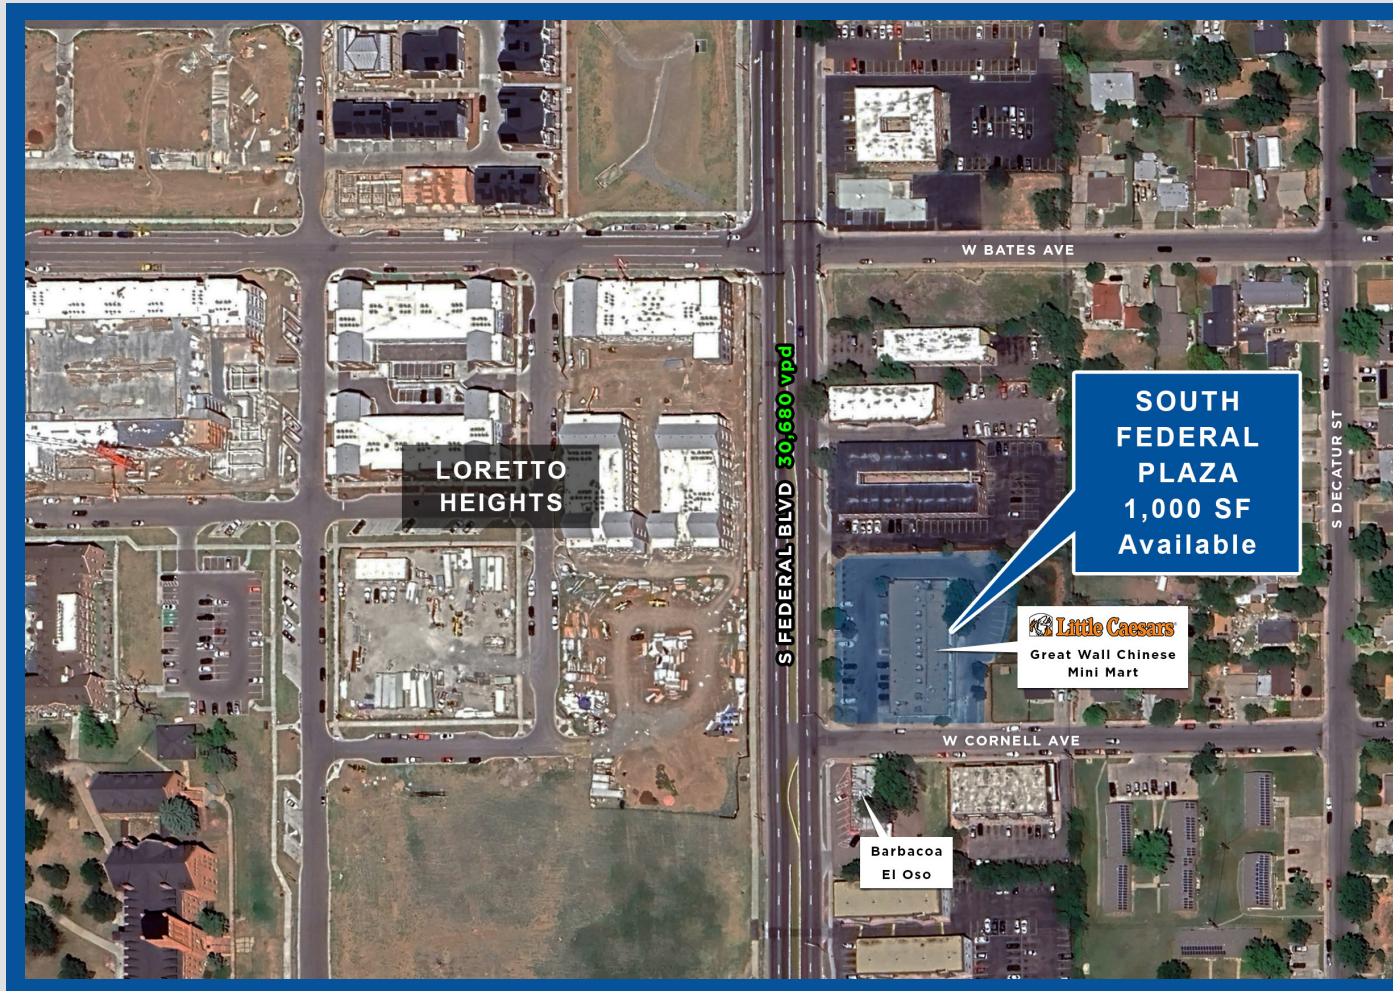 W BATES AVE
S FEDERAL BLVD 30,680 vpd
SOUTH
FEDERAL
PLAZA
1,000 SF
Available
S DECATUR ST
LORETTO
HEIGHTS
Little Caesars
Great Wall Chinese
Mini Mart
W CORNELL AVE
Barbacoa
El Oso